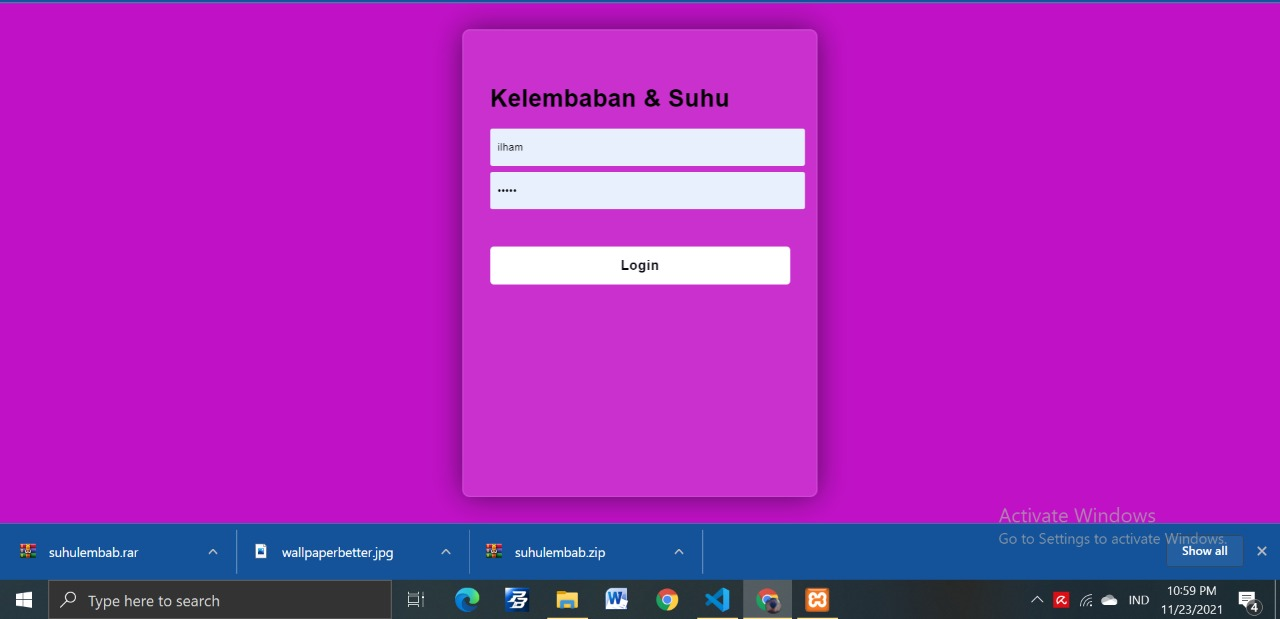 Kelembaban & Suhu
ilham
•••••
Login
Activate Windows
Go to Settings to activate Windows.
suhulembab.rar
wallpaperbetter.jpg
suhulembab.zip
Show all
Type here to search
IND
10:59 PM
11/23/2021
4